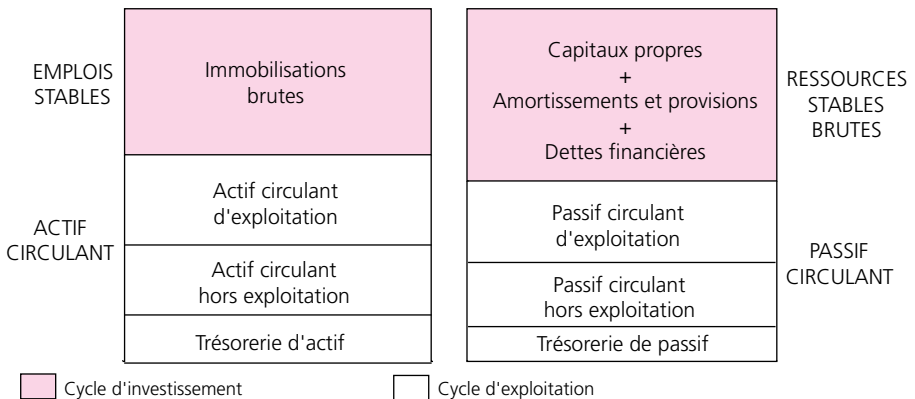 EMPLOIS
STABLES
Immobilisations
brutes
ACTIF
CIRCULANT
Actif circulant
d'exploitation
Actif circulant
hors exploitation
Trésorerie d'actif
Capitaux propres
+
Amortissements et provisions
+
Dettes financières
RESSOURCES
STABLES
BRUTES
Passif circulant
d'exploitation
Passif circulant
hors exploitation
Trésorerie de passif
PASSIF
CIRCULANT
Cycle d'investissement
Cycle d'exploitation